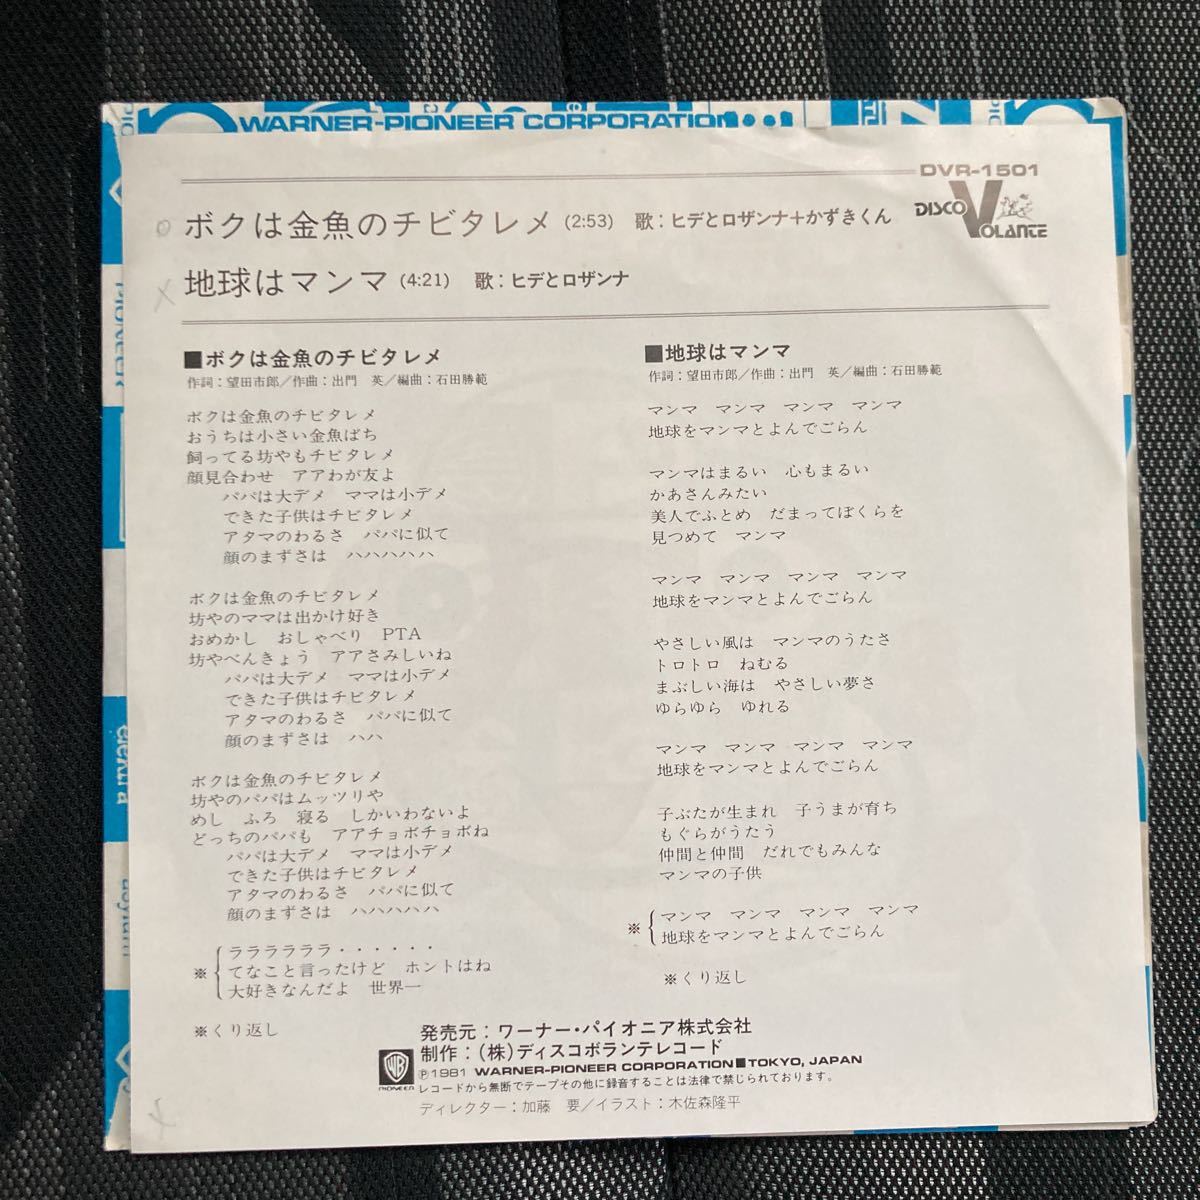 WARNER-PIONEER CORPORATION
DVR-1501
DISCO VOLANTE
ボクは金魚のチビタレメ (2:53) 歌:ヒデとロザンナ+かずきくん
地球はマンマ (4:21) 歌:ヒデとロザンナ
■ボクは金魚のチビタレメ
作詞:望田市郎/作曲:出門 英/編曲:石田勝範
ボクは金魚のチビタレメ
おうちは小さい金魚ばち
飼ってる坊やもチビタレメ
顔見合わせ アアわが友よ
パパは大デメ ママは小デメ
できた子供はチビタレメ
アタマのわるさ パパに似て
顔のまずさは ハハハハハ
ボクは金魚のチビタレメ
坊やのママは出かけ好き
おめかし おしゃべり PTA
坊やべんきょう アアさみしいね
パパは大デメ ママは小デメ
できた子供はチビタレメ
アタマのわるさ パパに似て
顔のまずさは ハハ
ボクは金魚のチビタレメ
坊やのパパはムッツリや
めし ふろ 寝る しかいわないよ
どっちのパパも アアチョボチョボね
パパは大デメ ママは小デメ
できた子供はチビタレメ
アタマのわるさ パパに似て
顔のまずさは ハハハハハ
※ ララララララ・・・・・・
てなこと言ったけど ホントはね
大好きなんだよ 世界一
※くり返し
■地球はマンマ
作詞:望田市郎/作曲:出門 英/編曲:石田勝範
マンマ マンマ マンマ マンマ
地球をマンマとよんでごらん
マンマはまるい 心もまるい
かあさんみたい
美人でふとめ だまってぼくらを
見つめて マンマ
マンマ マンマ マンマ マンマ
地球をマンマとよんでごらん
やさしい風は マンマのうたさ
トロトロ ねむる
まぶしい海は やさしい夢さ
ゆらゆら ゆれる
マンマ マンマ マンマ マンマ
地球をマンマとよんでごらん
子ぶたが生まれ 子うまが育ち
もぐらがうたう
仲間と仲間 だれでもみんな
マンマの子供
※ マンマ マンマ マンマ マンマ
地球をマンマとよんでごらん
※くり返し
発売元:ワーナー・パイオニア株式会社
制作:(株)ディスコボランテレコード
PIONEER
Ⓟ1981 WARNER-PIONEER CORPORATION■TOKYO, JAPAN
レコードから無断でテープその他に録音することは法律で禁じられております。
ディレクター:加藤 要/イラスト:木佐森隆平